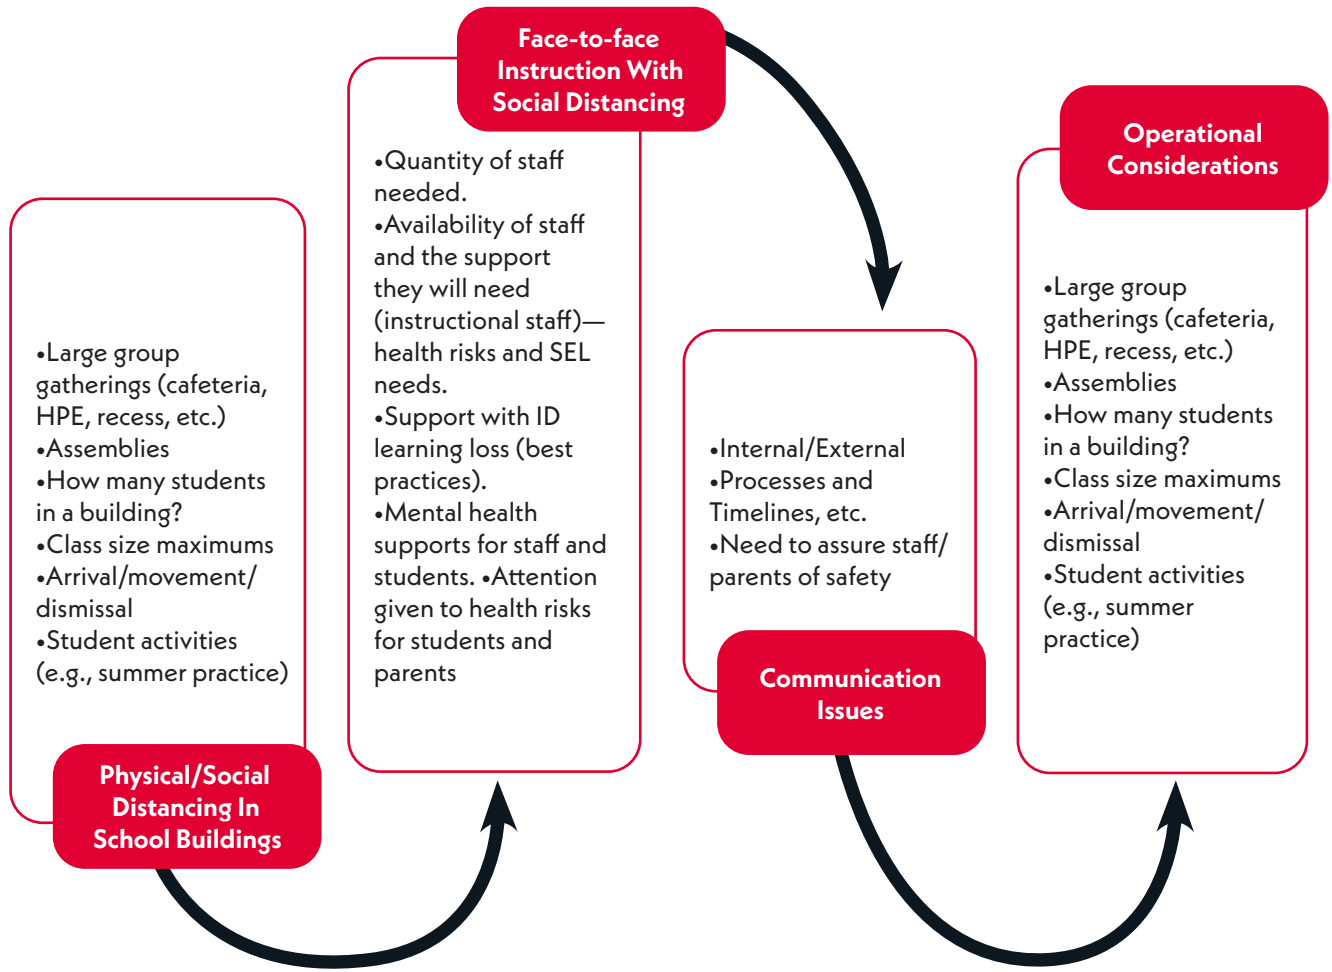 •Large group
gatherings (cafeteria,
HPE, recess, etc.)
•Assemblies
•How many students
in a building?
•Class size maximums
•Arrival/movement/
dismissal
•Student activities
(e.g., summer practice)
Physical/Social
Distancing In
School Buildings
Face-to-face
Instruction With
Social Distancing
•Quantity of staff
needed.
•Availability of staff
and the support
they will need
(instructional staff)—
health risks and SEL
needs.
•Support with ID
learning loss (best
practices).
•Mental health
supports for staff and
students. •Attention
given to health risks
for students and
parents
•Internal/External
•Processes and
Timelines, etc.
•Need to assure staff/
parents of safety
Communication
Issues
Operational
Considerations
•Large group
gatherings (cafeteria,
HPE, recess, etc.)
•Assemblies
•How many students
in a building?
•Class size maximums
•Arrival/movement/
dismissal
•Student activities
(e.g., summer
practice)